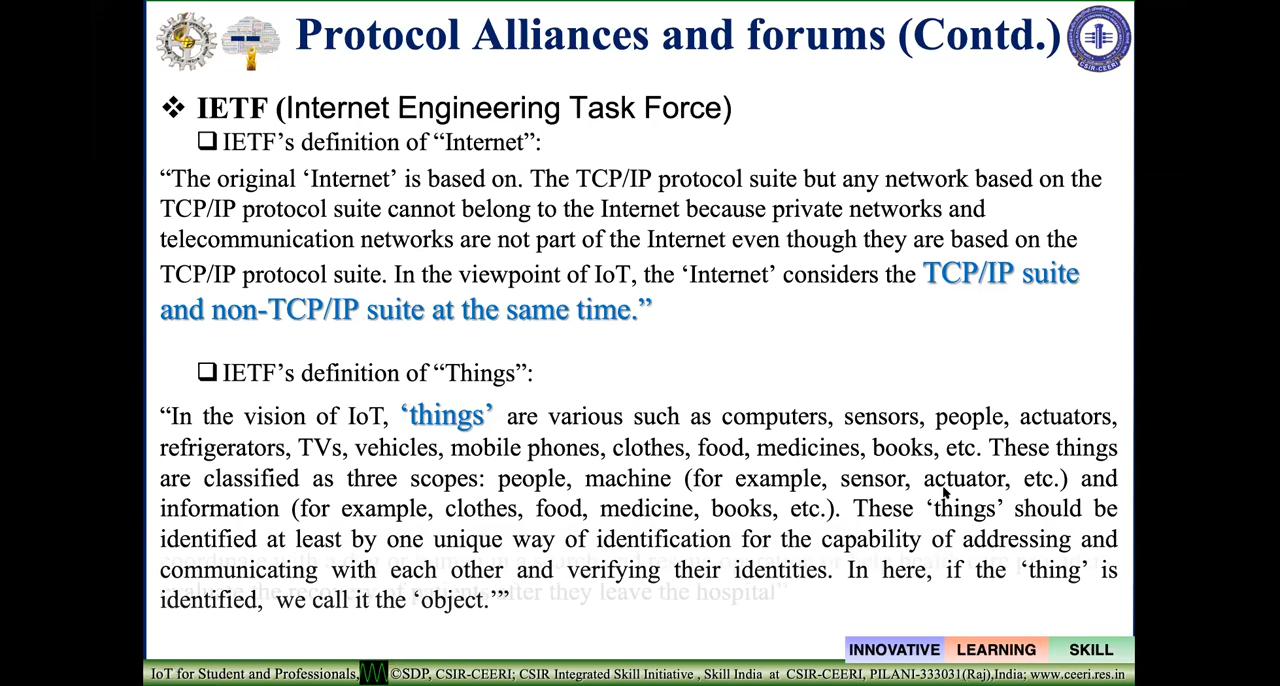 Protocol Alliances and forums (Contd.)
CSIR-CEERI
❖ IETF (Internet Engineering Task Force)
❑ IETF's definition of “Internet”:
“The original ‘Internet’ is based on. The TCP/IP protocol suite but any network based on the
TCP/IP protocol suite cannot belong to the Internet because private networks and
telecommunication networks are not part of the Internet even though they are based on the
TCP/IP protocol suite. In the viewpoint of IoT, the ‘Internet’ considers the TCP/IP suite
and non-TCP/IP suite at the same time.”
❑ IETF's definition of “Things”:
“In the vision of IoT, ‘things’ are various such as computers, sensors, people, actuators,
refrigerators, TVs, vehicles, mobile phones, clothes, food, medicines, books, etc. These things
are classified as three scopes: people, machine (for example, sensor, actuator, etc.) and
information (for example, clothes, food, medicine, books, etc.). These ‘things’ should be
identified at least by one unique way of identification for the capability of addressing and
communicating with each other and verifying their identities. In here, if the ‘thing’ is
identified, we call it the ‘object.’”
after they leave the hospital”
INNOVATIVE LEARNING SKILL
IoT for Student and Professionals, ©SDP, CSIR-CEERI; CSIR Integrated Skill Initiative , Skill India at CSIR-CEERI, PILANI-333031(Raj),India; www.ceeri.res.in